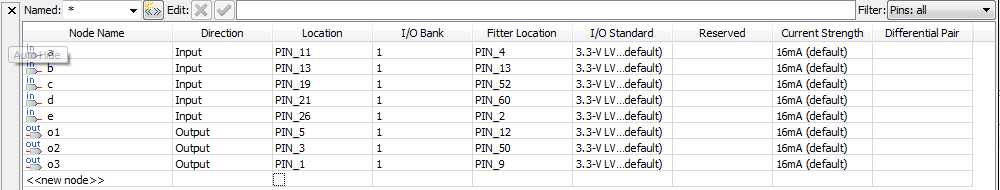 Named: * «» Edit: Filter: Pins: all
Node Name Direction Location I/O Bank Fitter Location I/O Standard Reserved Current Strength Differential Pair
in a Input PIN_11 1 PIN_4 3.3-V LV...default) 16mA (default)
Auto Hide
in b Input PIN_13 1 PIN_13 3.3-V LV...default) 16mA (default)
in c Input PIN_19 1 PIN_52 3.3-V LV...default) 16mA (default)
in d Input PIN_21 1 PIN_60 3.3-V LV...default) 16mA (default)
in e Input PIN_26 1 PIN_2 3.3-V LV...default) 16mA (default)
out o1 Output PIN_5 1 PIN_12 3.3-V LV...default) 16mA (default)
out o2 Output PIN_3 1 PIN_50 3.3-V LV...default) 16mA (default)
out o3 Output PIN_1 1 PIN_9 3.3-V LV...default) 16mA (default)
<<new node>>